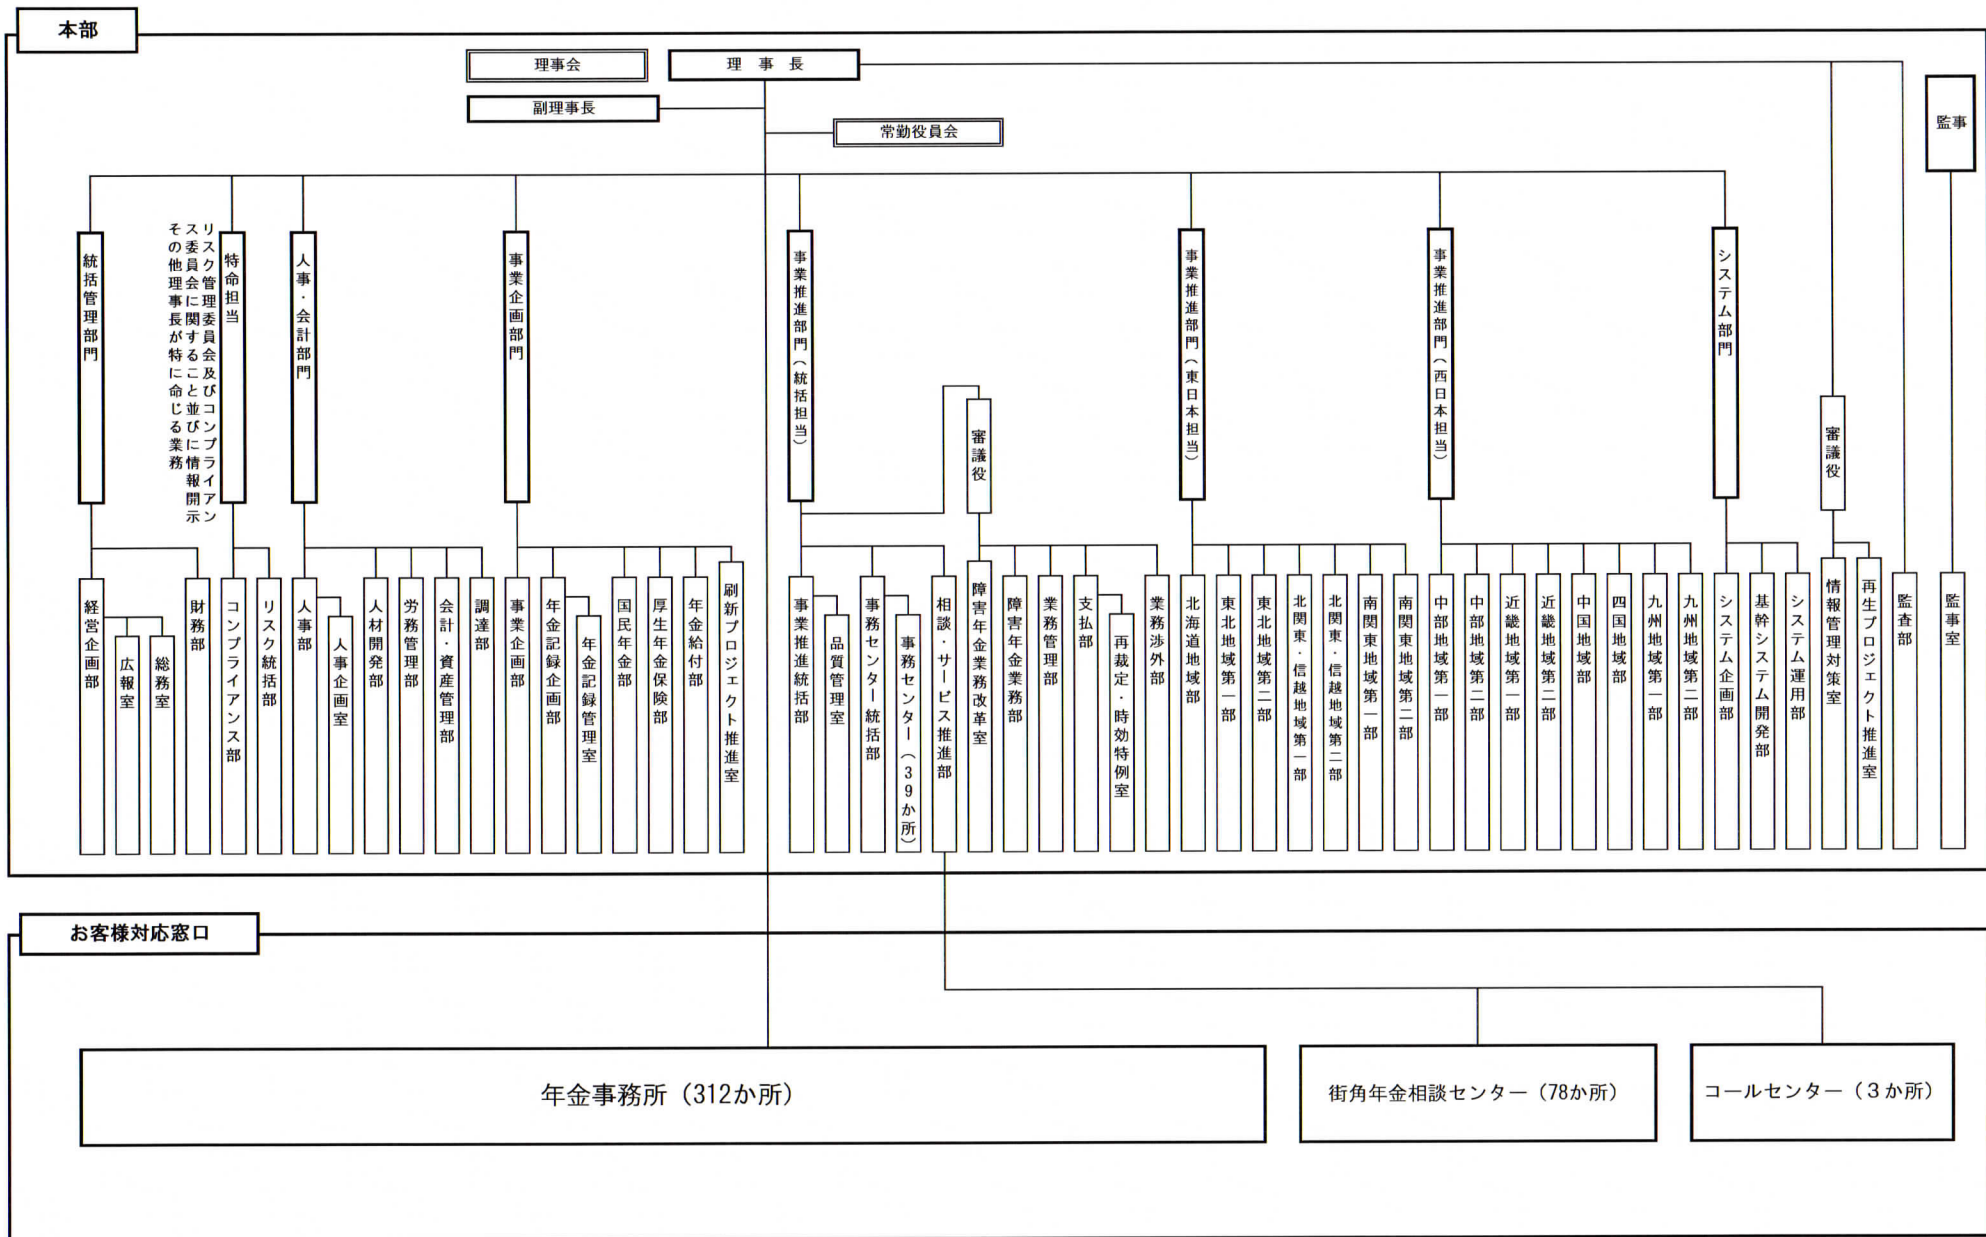 本部
理事会
理事長
副理事長
常勤役員会
監事
統括管理部門
特命担当
リスク管理委員会及びコンプライアン
ス委員会に関すること並びに情報開示
その他理事長が特に命じる業務
人事・会計部門
事業企画部門
事業推進部門(統括担当)
事業推進部門(東日本担当)
事業推進部門(西日本担当)
システム部門
審議役
審議役
経営企画部
広報室
総務室
財務部
コンプライアンス部
リスク統括部
人事部
人事企画室
人材開発部
労務管理部
会計・資産管理部
調達部
事業企画部
年金記録企画部
年金記録管理室
国民年金部
厚生年金保険部
年金給付部
刷新プロジェクト推進室
事業推進統括部
品質管理室
事務センター統括部
事務センター(39か所)
相談・サービス推進部
障害年金業務改革室
障害年金業務部
業務管理部
支払部
再裁定・時効特例室
業務渉外部
北海道地域部
東北地域第一部
東北地域第二部
北関東・信越地域第一部
北関東・信越地域第二部
南関東地域第一部
南関東地域第二部
中部地域第一部
中部地域第二部
近畿地域第一部
近畿地域第二部
中国地域部
四国地域部
九州地域第一部
九州地域第二部
システム企画部
基幹システム開発部
システム運用部
情報管理対策室
再生プロジェクト推進室
監査部
監事室
お客様対応窓口
年金事務所(312か所)
街角年金相談センター(78か所)
コールセンター(3か所)